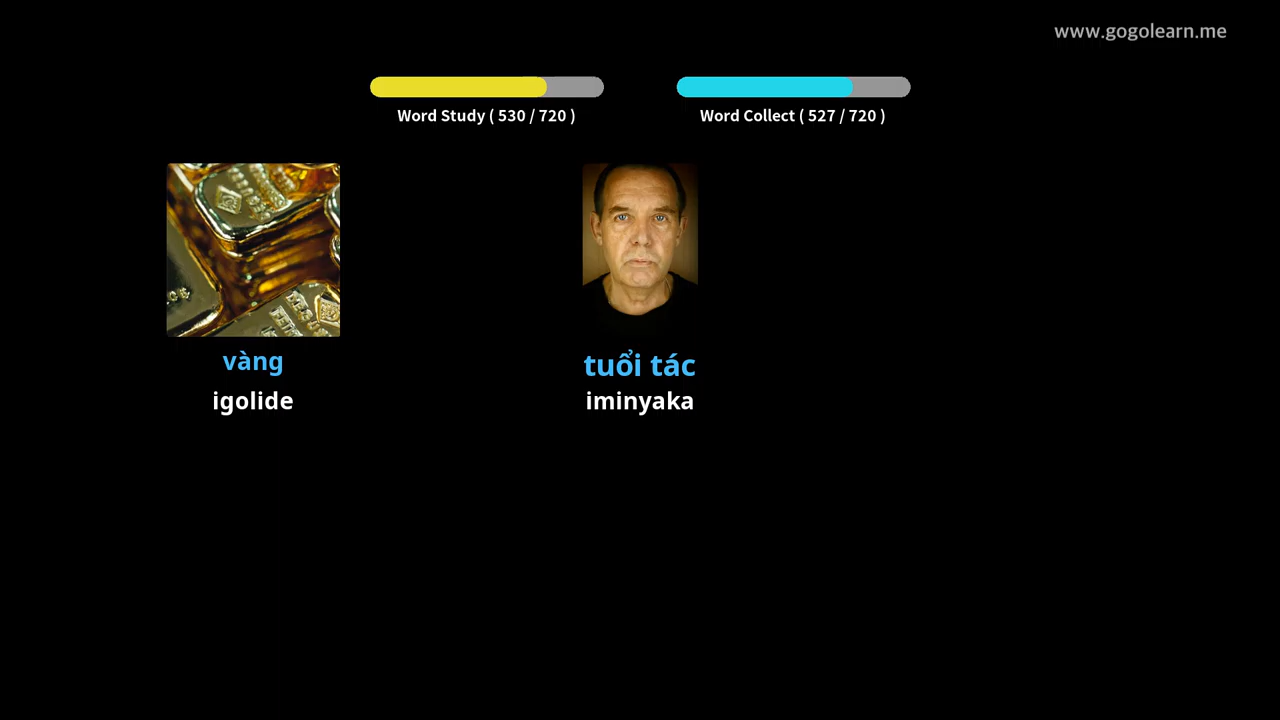 www.gogolearn.me
Word Study ( 530 / 720 )
Word Collect ( 527 / 720 )
vàng
igolide
tuổi tác
iminyaka